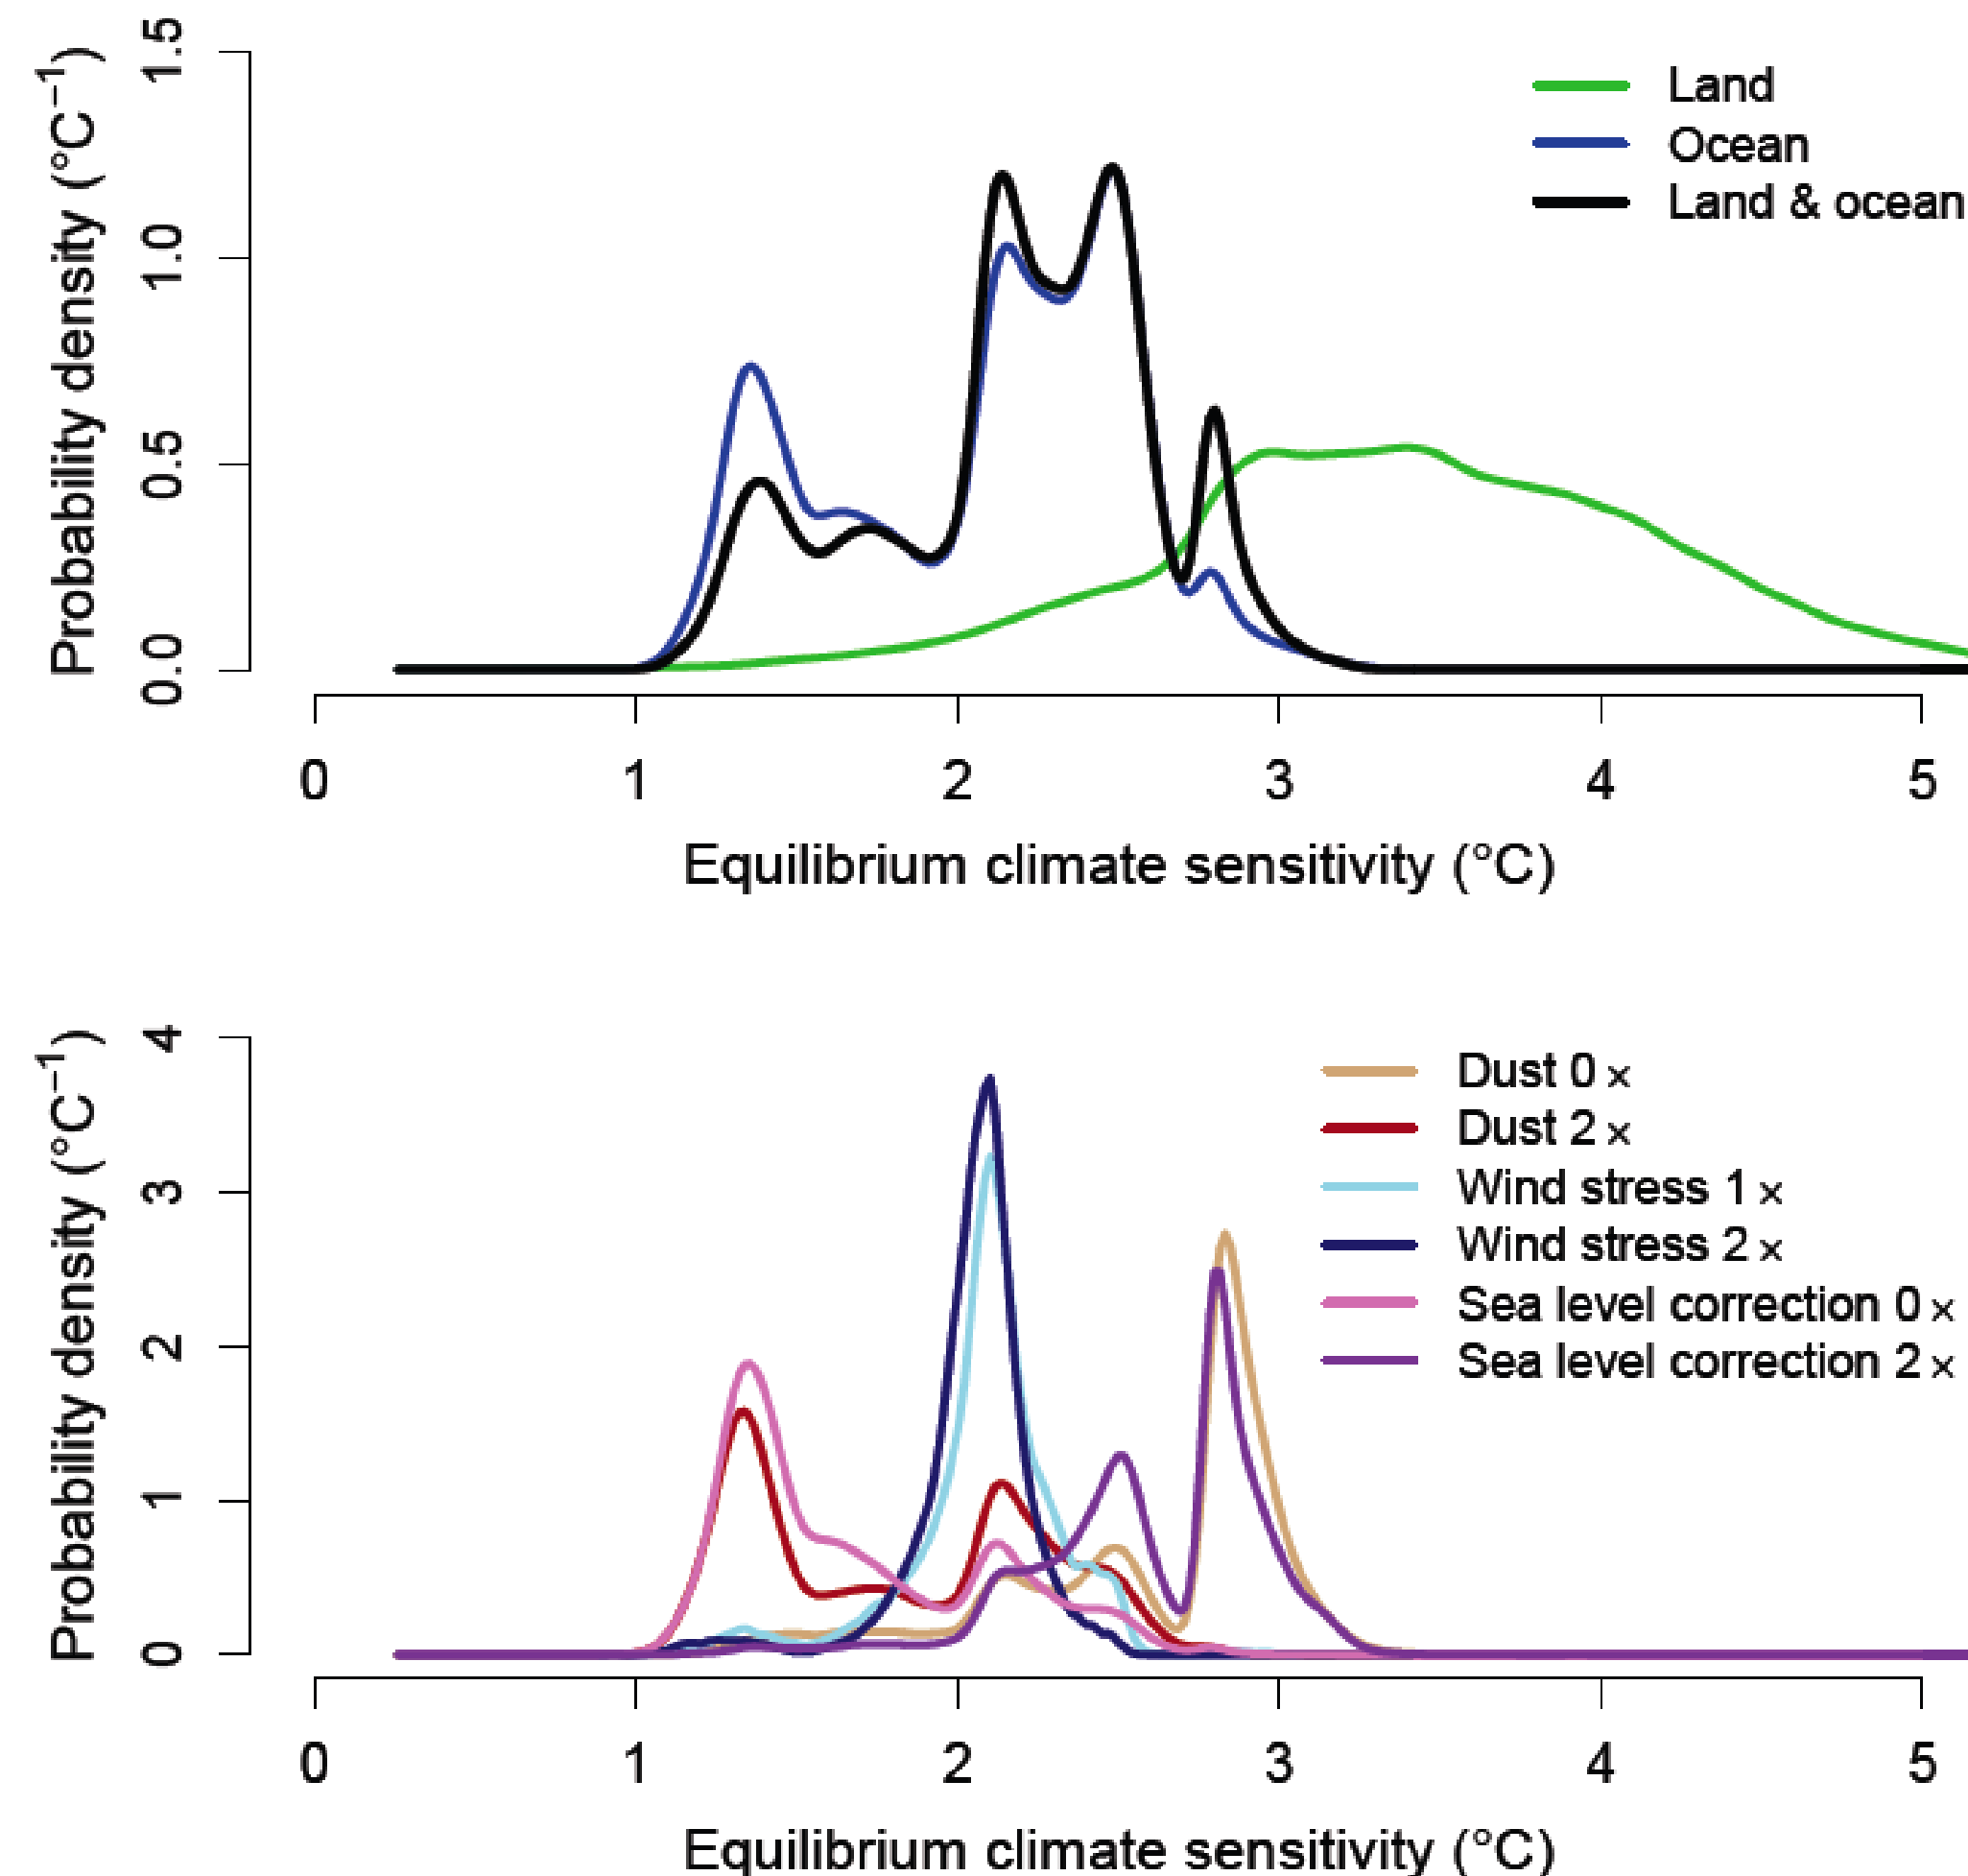 Probability density (°C⁻¹)
1.5
1.0
0.5
0.0
Land
Ocean
Land & ocean
0 1 2 3 4 5
Equilibrium climate sensitivity (°C)
Probability density (°C⁻¹)
4
3
2
1
0
Dust 0 ×
Dust 2 ×
Wind stress 1 ×
Wind stress 2 ×
Sea level correction 0 ×
Sea level correction 2 ×
0 1 2 3 4 5
Equilibrium climate sensitivity (°C)